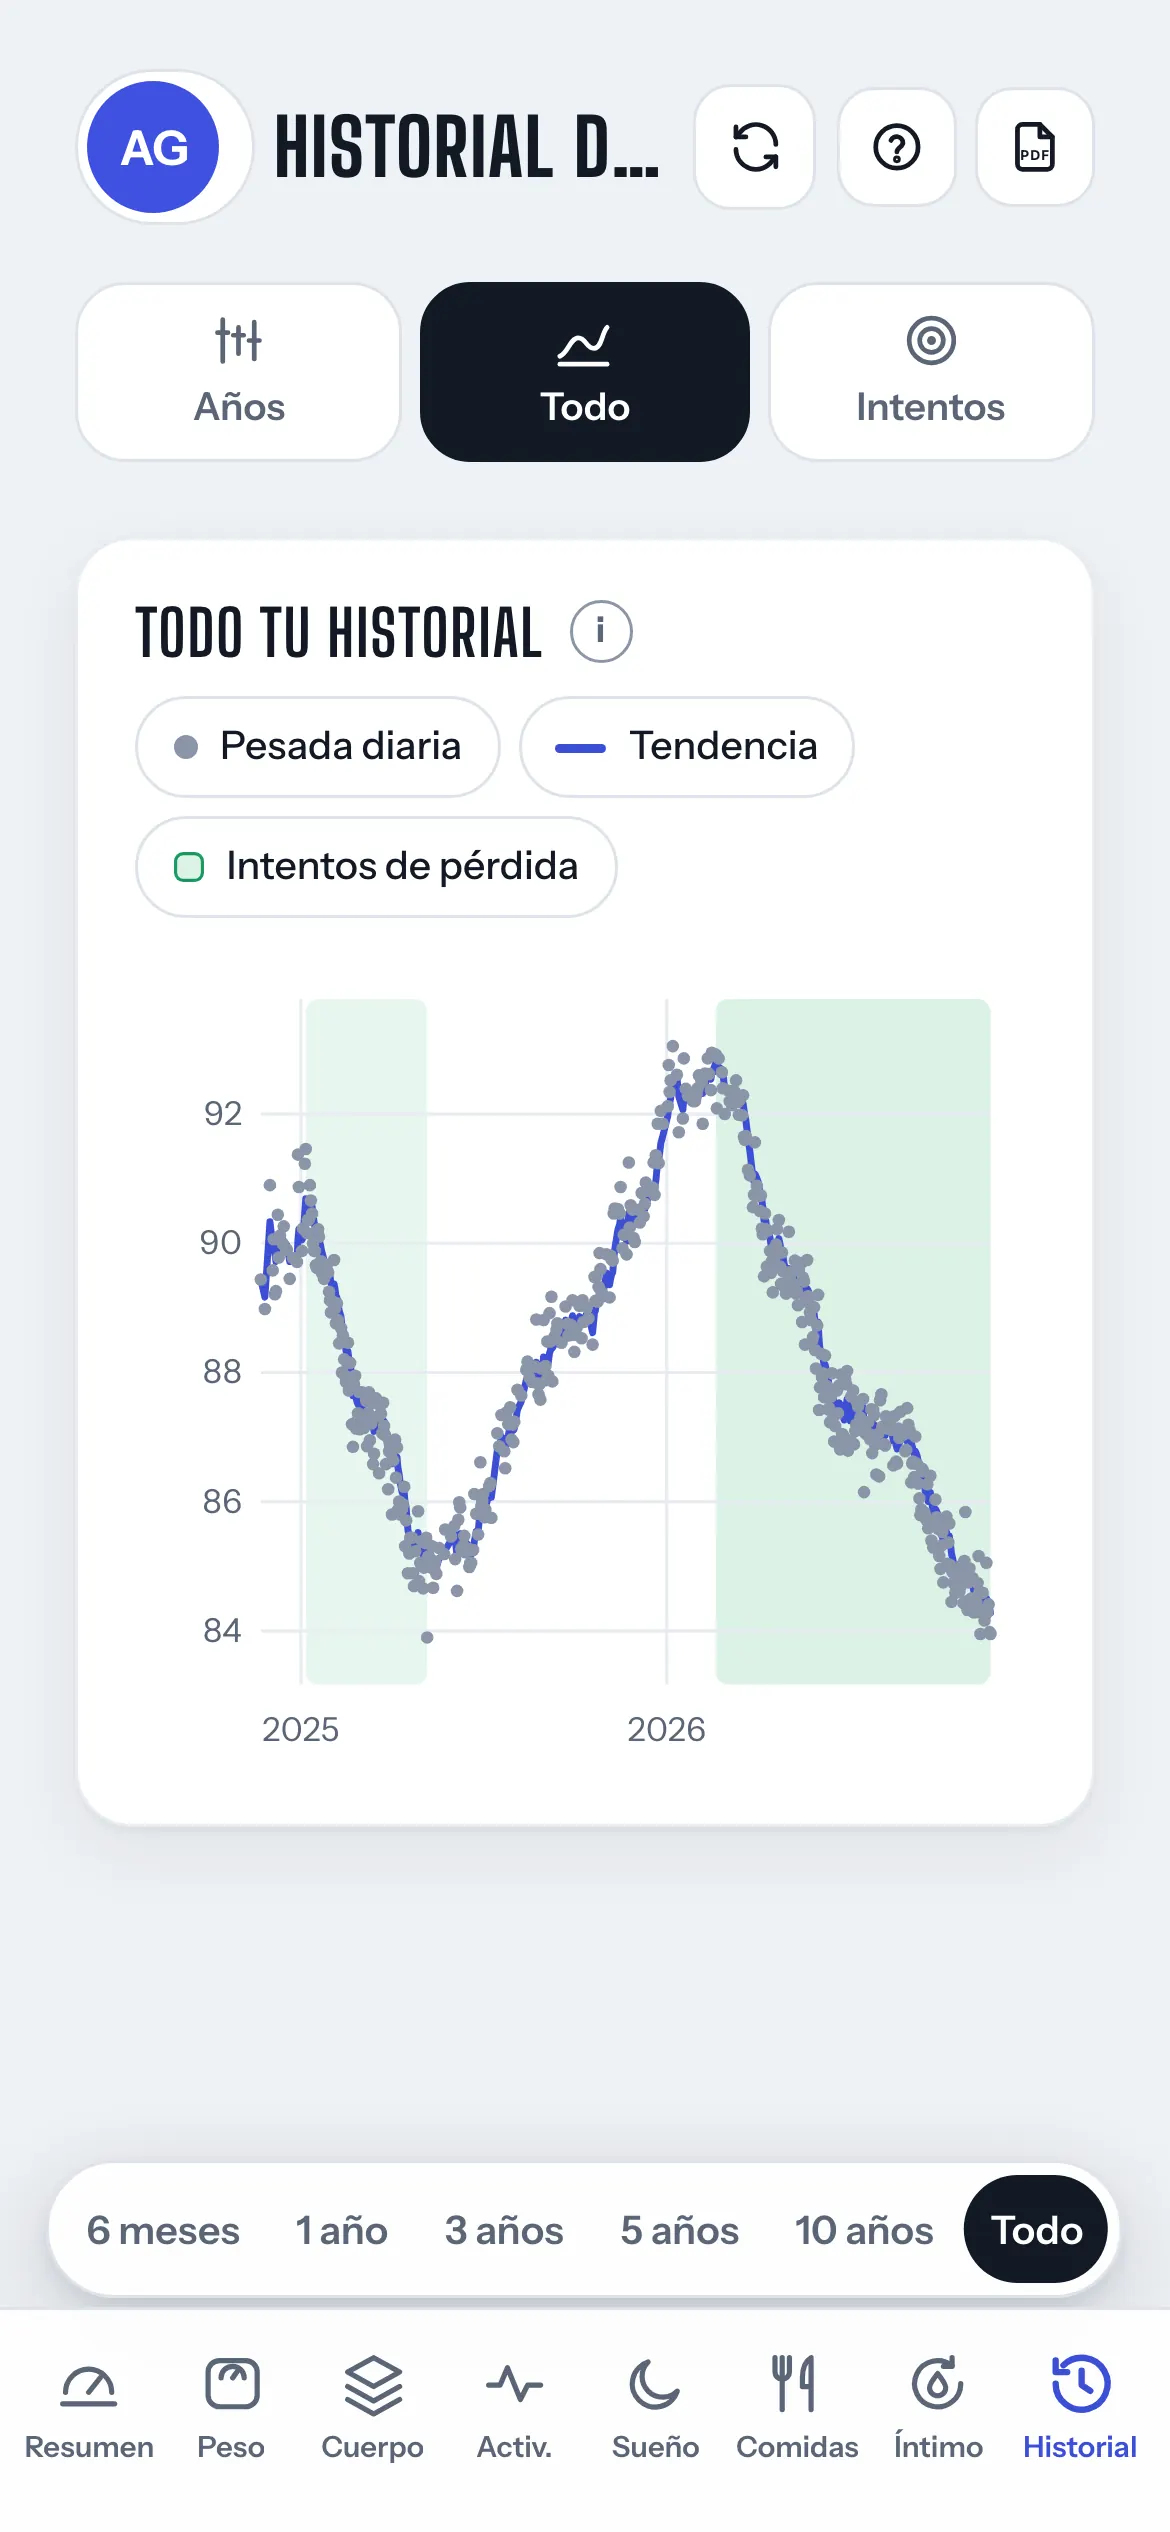 AG
HISTORIAL D...
PDF
Años
Todo
Intentos
TODO TU HISTORIAL
i
Pesada diaria
Tendencia
Intentos de pérdida
92
90
88
86
84
2025
2026
6 meses
1 año
3 años
5 años
10 años
Todo
Resumen
Peso
Cuerpo
Activ.
Sueño
Comidas
Íntimo
Historial